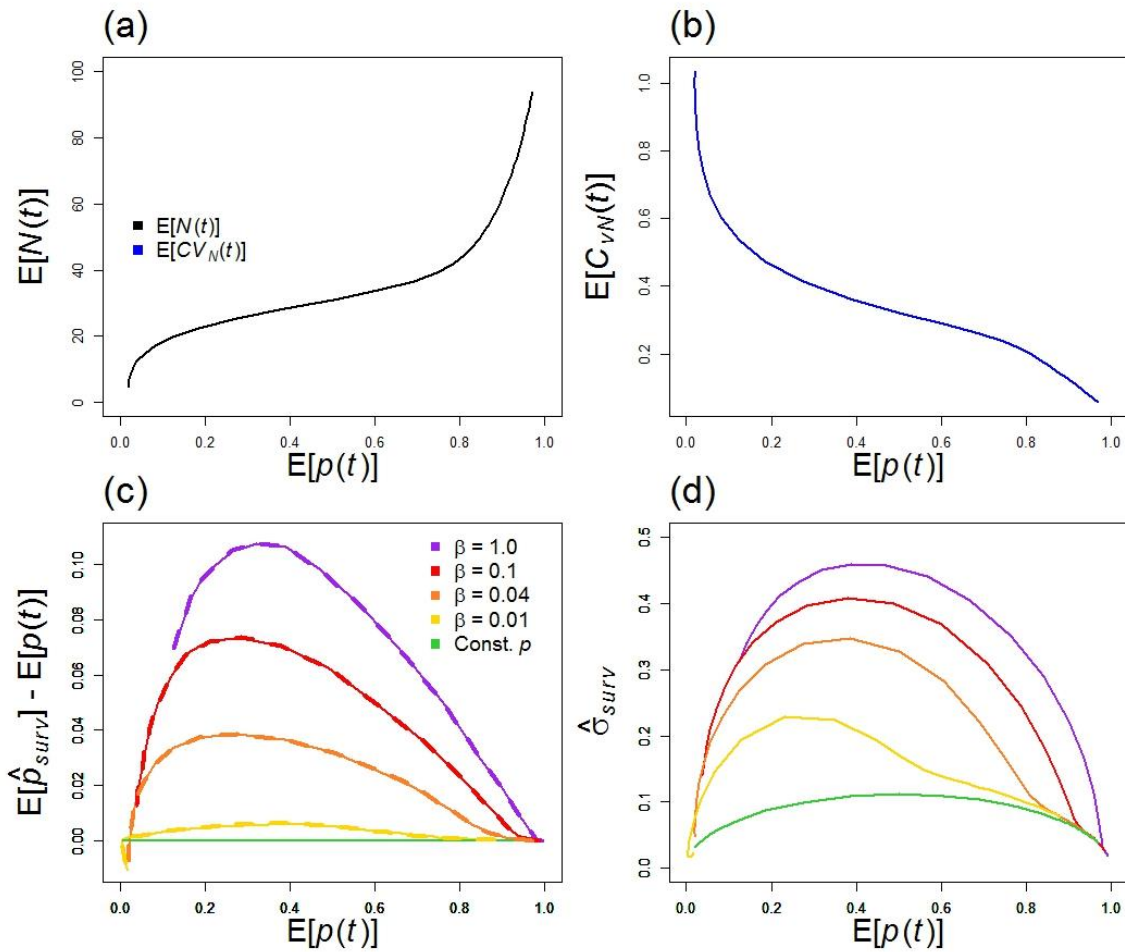 (a)
E[N(t)]
100
80
60
40
20
0
E[N(t)]
E[CV_N(t)]
0.0 0.2 0.4 0.6 0.8 1.0
E[p(t)]
(b)
E[C_vN(t)]
1.0
0.8
0.6
0.4
0.2
0.0 0.2 0.4 0.6 0.8 1.0
E[p(t)]
(c)
E[p̂_surv] - E[p(t)]
0.10
0.08
0.06
0.04
0.02
0.00
β = 1.0
β = 0.1
β = 0.04
β = 0.01
Const. p
0.0 0.2 0.4 0.6 0.8 1.0
E[p(t)]
(d)
σ̂_surv
0.5
0.4
0.3
0.2
0.1
0.0
0.0 0.2 0.4 0.6 0.8 1.0
E[p(t)]